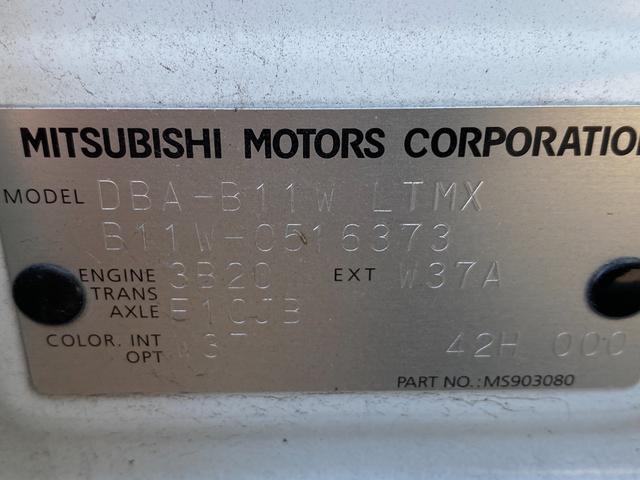 MITSUBISHI MOTORS CORPORATION
MODEL DBA-B11W LTMX
B11W-0516373
ENGINE 3B20 EXT W37A
TRANS
AXLE F1CJB
COLOR. INT 42H 000
OPT
PART NO.: MS903080